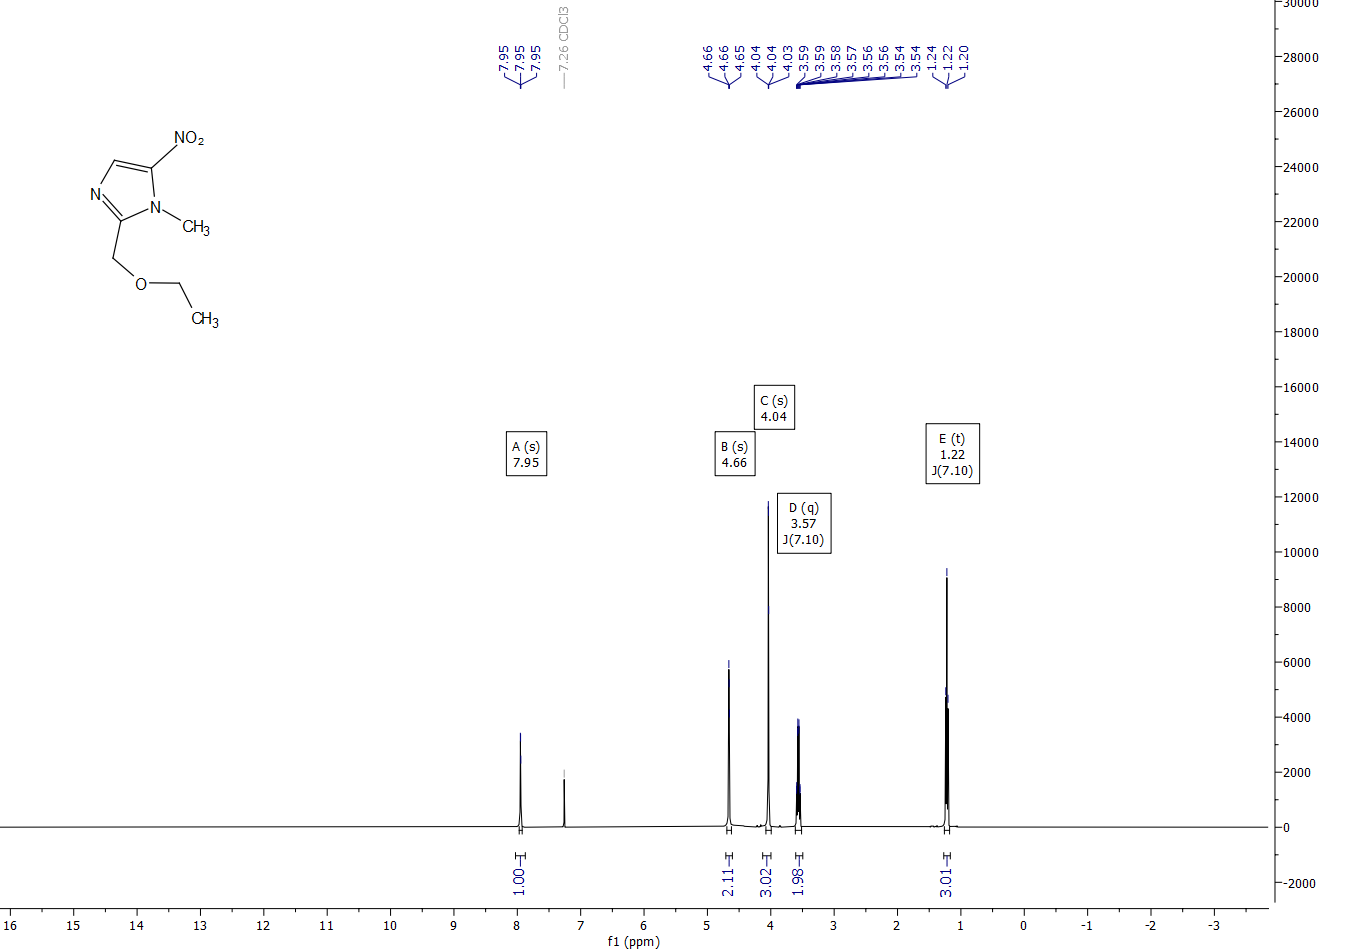 7.95
7.95
7.95
7.26 CDCl3
4.66
4.66
4.65
4.04
4.04
4.03
3.59
3.59
3.58
3.57
3.56
3.56
3.54
3.54
1.24
1.22
1.20
NO2
N
N
CH3
O
CH3
A (s)
7.95
B (s)
4.66
C (s)
4.04
D (q)
3.57
J(7.10)
E (t)
1.22
J(7.10)
1.00
2.11
3.02
1.98
3.01
30000
28000
26000
24000
22000
20000
18000
16000
14000
12000
10000
8000
6000
4000
2000
0
-2000
16 15 14 13 12 11 10 9 8 7 6 5 4 3 2 1 0 -1 -2 -3
f1 (ppm)